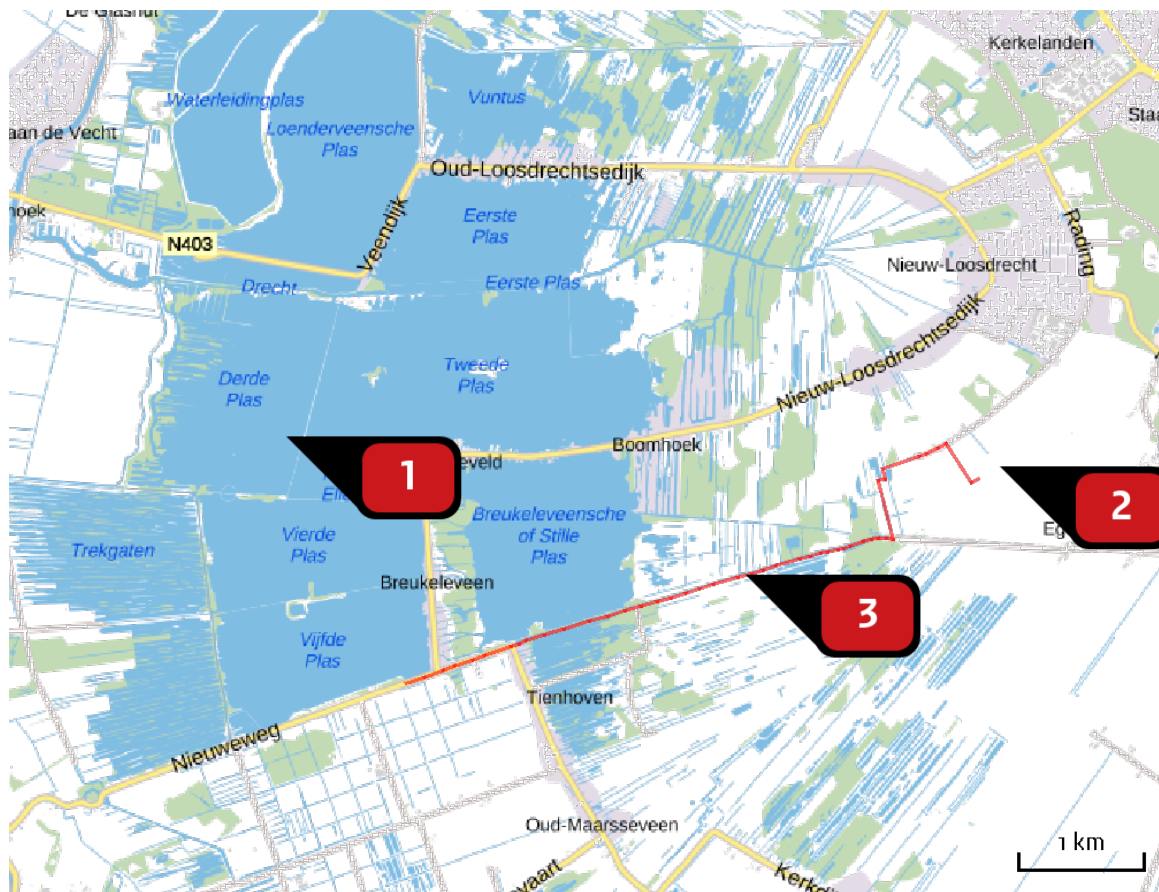 Kerkelanden
Waterleidingplas
Vuntus
Loenderveensche
Plas
aan de Vecht
Oud-Loosdrechtsedijk
Veendijk
Eerste
Plas
Rading
N403
Nieuw-Loosdrecht
Drecht
Eerste Plas
Nieuw-Loosdrechtsedijk
Tweede
Plas
Derde
Plas
Boomhoek
eveld
1
2
Breukeleveensche
of Stille
Plas
Vierde
Plas
Trekgaten
Breukeleveen
3
Vijfde
Plas
Tienhoven
Nieuweweg
Oud-Maarsseveen
1 km